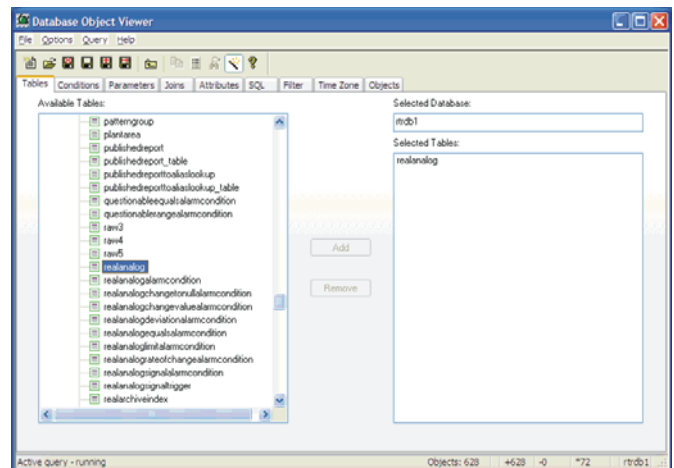 Database Object Viewer
File Options Query Help
Tables Conditions Parameters Joins Attributes SQL Filter Time Zone Objects
Available Tables:
patterngroup
plantarea
publishedreport
publishedreport_table
publishedreporttoaliaslookup
publishedreporttoaliaslookup_table
questionableequalsalarmcondition
questionablerangealarmcondition
raw3
raw4
raw5
realanalog
realanalogalarmcondition
realanalogchangetonullalarmcondition
realanalogchangevaluealarmcondition
realanalogdeviationalarmcondition
realanalogequalsalarmcondition
realanaloglimitalarmcondition
realanalograteofchangealarmcondition
realanalogsignalalarmcondition
realanalogsignaltrigger
realarchiveindex
Add
Remove
Selected Database:
rtrdb1
Selected Tables:
realanalog
Active query - running Objects: 628 +628 -0 *72 rtrdb1